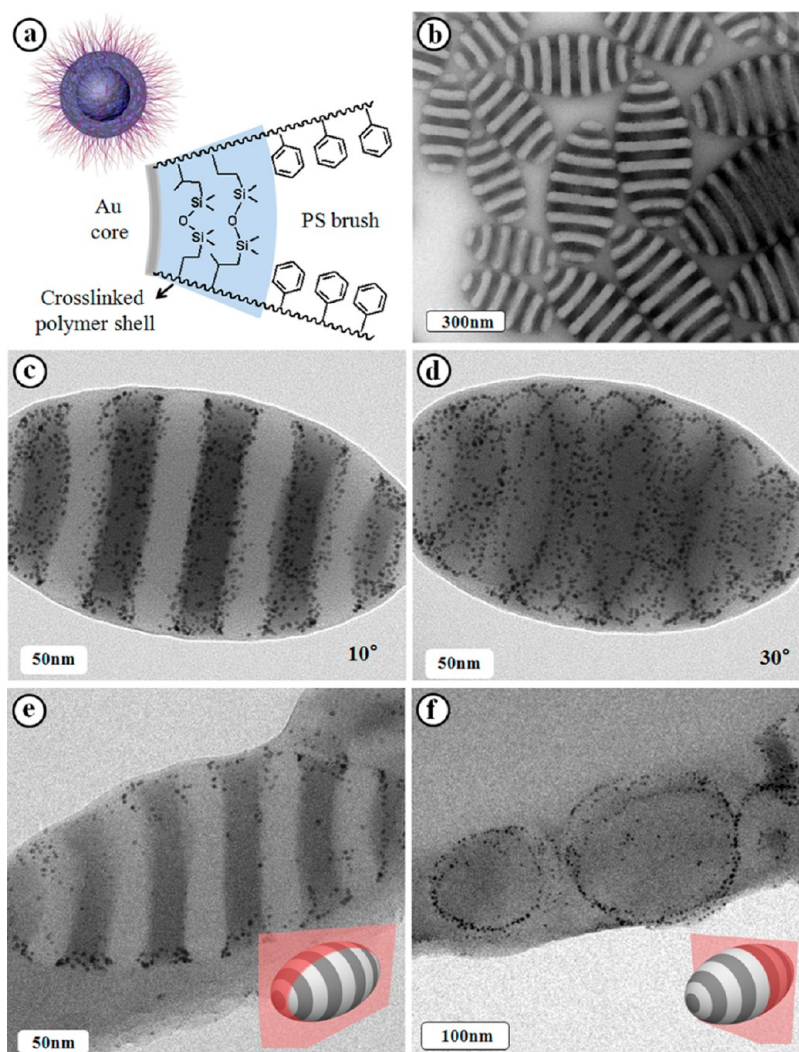 a
Au
core
Si
O
Si
Si
O
Si
PS brush
Crosslinked
polymer shell
b
300nm
c
50nm
10°
d
50nm
30°
e
50nm
f
100nm